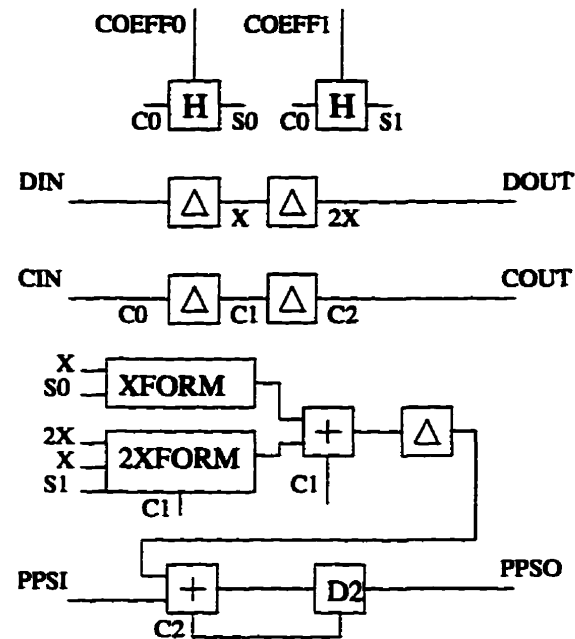 COEFF0 COEFF1
H H
C0 S0 C0 S1
DIN DOUT
Δ Δ
X 2X
CIN COUT
Δ Δ
C0 C1 C2
X
S0
XFORM
2X
X
S1
2XFORM
+ Δ
C1 C1
PPSI PPSO
+ D2
C2